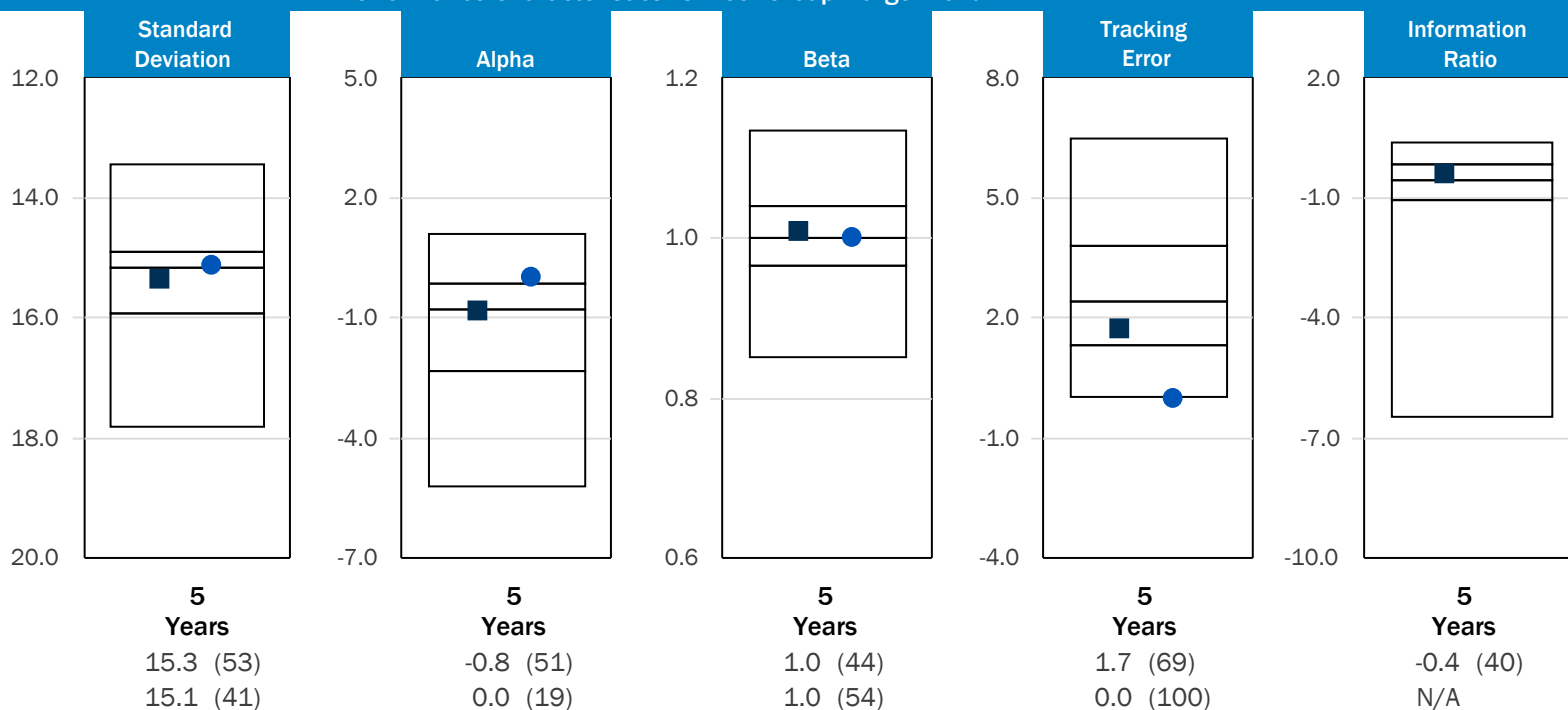 Standard
Deviation
Alpha
Beta
Tracking
Error
Information
Ratio
12.0
14.0
16.0
18.0
20.0
5.0
2.0
-1.0
-4.0
-7.0
1.2
1.0
0.8
0.6
8.0
5.0
2.0
-1.0
-4.0
2.0
-1.0
-4.0
-7.0
-10.0
5
Years
5
Years
5
Years
5
Years
5
Years
15.3 (53) -0.8 (51) 1.0 (44) 1.7 (69) -0.4 (40)
15.1 (41) 0.0 (19) 1.0 (54) 0.0 (100) N/A